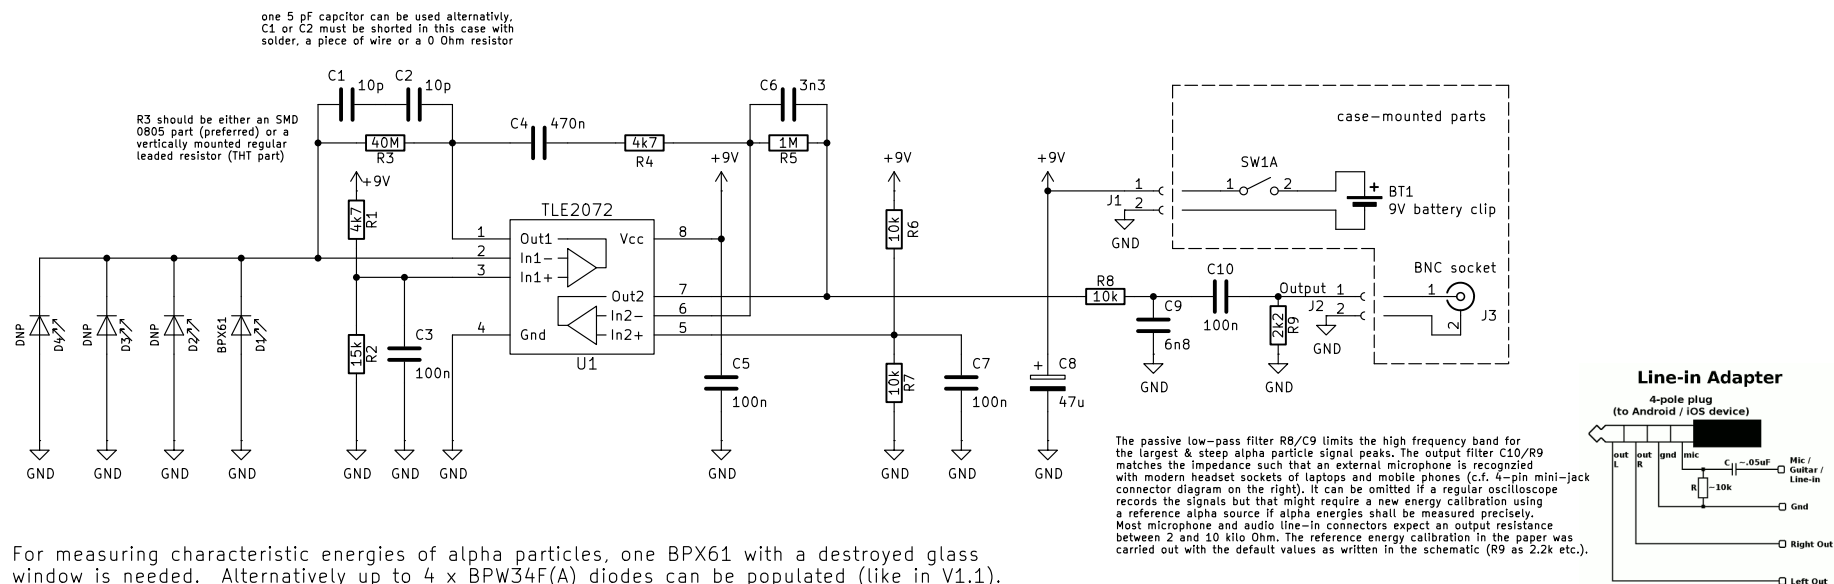 one 5 pF capcitor can be used alternativly,
C1 or C2 must be shorted in this case with
solder, a piece of wire or a 0 Ohm resistor
C1
10p
C2
10p
R3 should be either an SMD
0805 part (preferred) or a
vertically mounted regular
leaded resistor (THT part)
40M
R3
C4
470n
4k7
R4
C6
3n3
1M
R5
+9V
4k7
R1
+9V
+9V
+9V
10k
R6
TLE2072
1
2
3
4
Out1
In1-
In1+
Gnd
Vcc
Out2
In2-
In2+
8
7
6
5
U1
DNP
D4
DNP
D3
DNP
D2
BPX61
D1
15k
R2
C3
100n
C5
100n
10k
R7
C7
100n
+
C8
47u
GND
GND
GND
GND
GND
GND
GND
GND
GND
GND
GND
case-mounted parts
J1
1
2
GND
SW1A
1
2
+
BT1
9V battery clip
R8
10k
C9
6n8
GND
C10
100n
Output
2k2
R9
GND
J2
1
2
GND
BNC socket
1
2
J3
The passive low-pass filter R8/C9 limits the high frequency band for
the largest & steep alpha particle signal peaks. The output filter C10/R9
matches the impedance such that an external microphone is recognzied
with modern headset sockets of laptops and mobile phones (c.f. 4-pin mini-jack
connector diagram on the right). It can be omitted if a regular oscilloscope
records the signals but that might require a new energy calibration using
a reference alpha source if alpha energies shall be measured precisely.
Most microphone and audio line-in connectors expect an output resistance
between 2 and 10 kilo Ohm. The reference energy calibration in the paper was
carried out with the default values as written in the schematic (R9 as 2.2k etc.).
Line-in Adapter
4-pole plug
(to Android / iOS device)
out
L
out
R
gnd
mic
C
~.05uF
R
~10k
Mic /
Guitar /
Line-in
Gnd
Right Out
Left Out
For measuring characteristic energies of alpha particles, one BPX61 with a destroyed glass
window is needed. Alternatively up to 4 x BPW34F(A) diodes can be populated (like in V1.1).